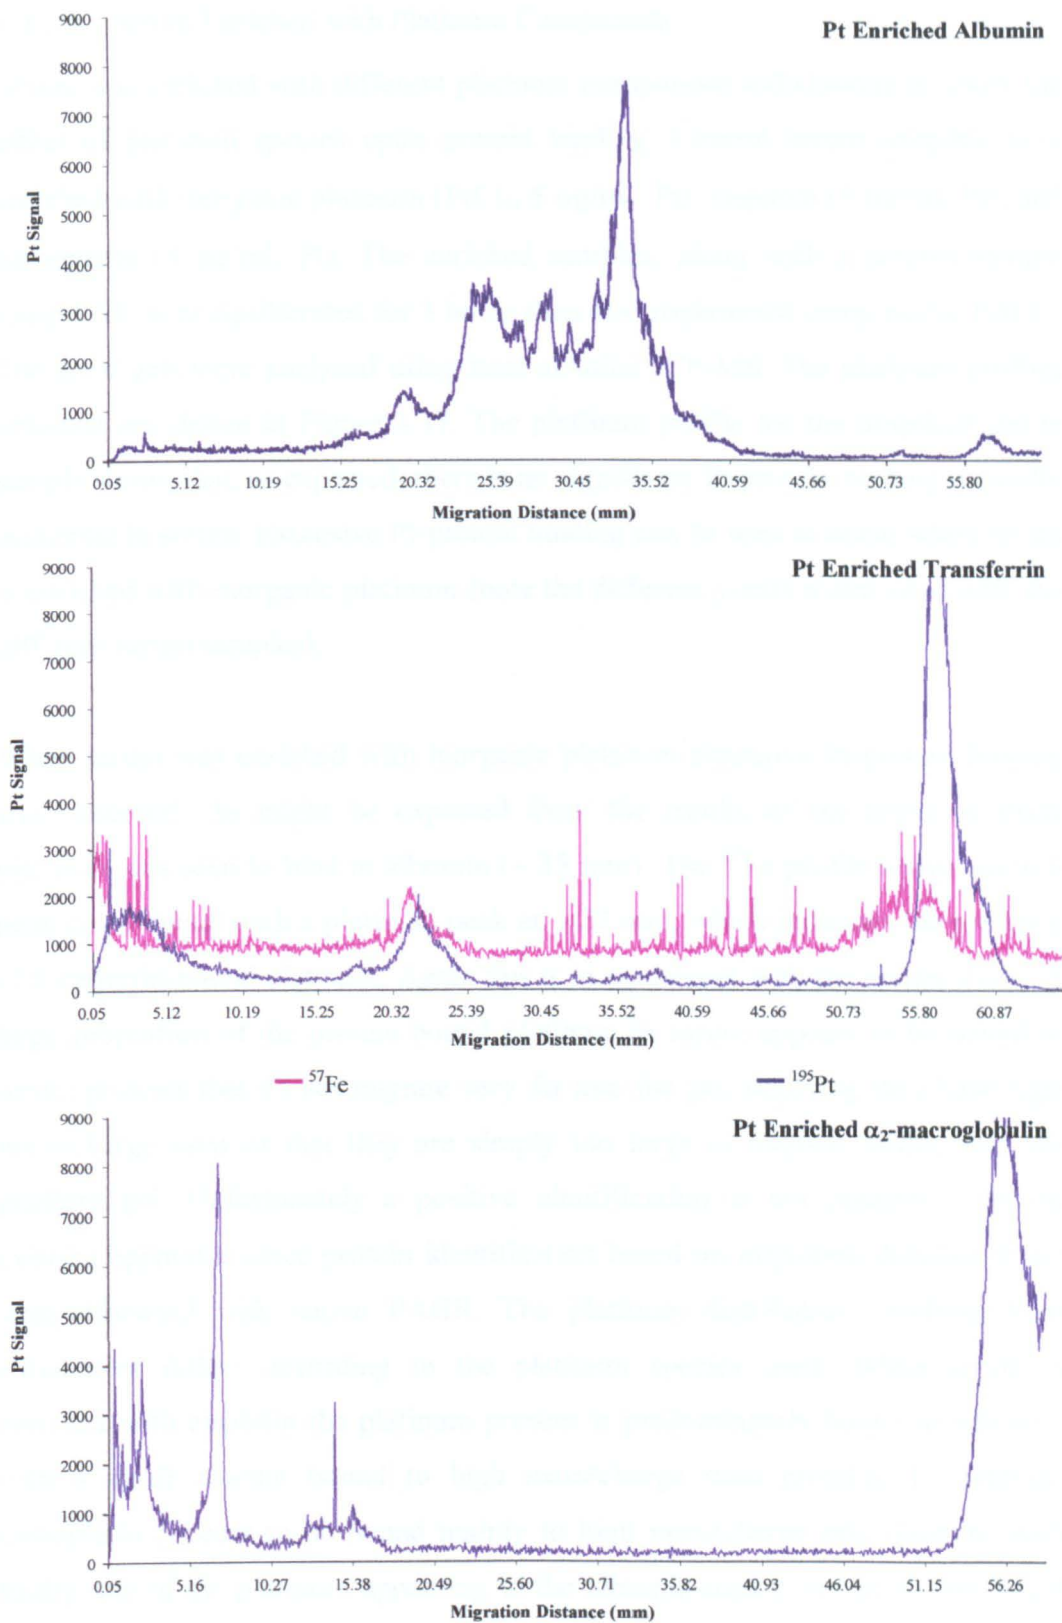 Pt Enriched Albumin
9000
8000
7000
6000
5000
4000
3000
2000
1000
0
Pt Signal
0.05 5.12 10.19 15.25 20.32 25.39 30.45 35.52 40.59 45.66 50.73 55.80
Migration Distance (mm)
Pt Enriched Transferrin
9000
8000
7000
6000
5000
4000
3000
2000
1000
0
Pt Signal
0.05 5.12 10.19 15.25 20.32 25.39 30.45 35.52 40.59 45.66 50.73 55.80 60.87
Migration Distance (mm)
⁵⁷Fe ¹⁹⁵Pt
Pt Enriched α₂-macroglobulin
9000
8000
7000
6000
5000
4000
3000
2000
1000
0
Pt Signal
0.05 5.16 10.27 15.38 20.49 25.60 30.71 35.82 40.93 46.04 51.15 56.26
Migration Distance (mm)